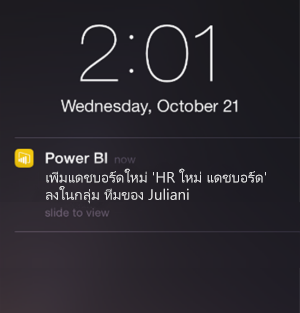 2:01
Wednesday, October 21
Power BI now
เพิ่มแดชบอร์ดใหม่ 'HR ใหม่ แดชบอร์ด'
ลงในกลุ่ม ทีมของ Juliani
slide to view